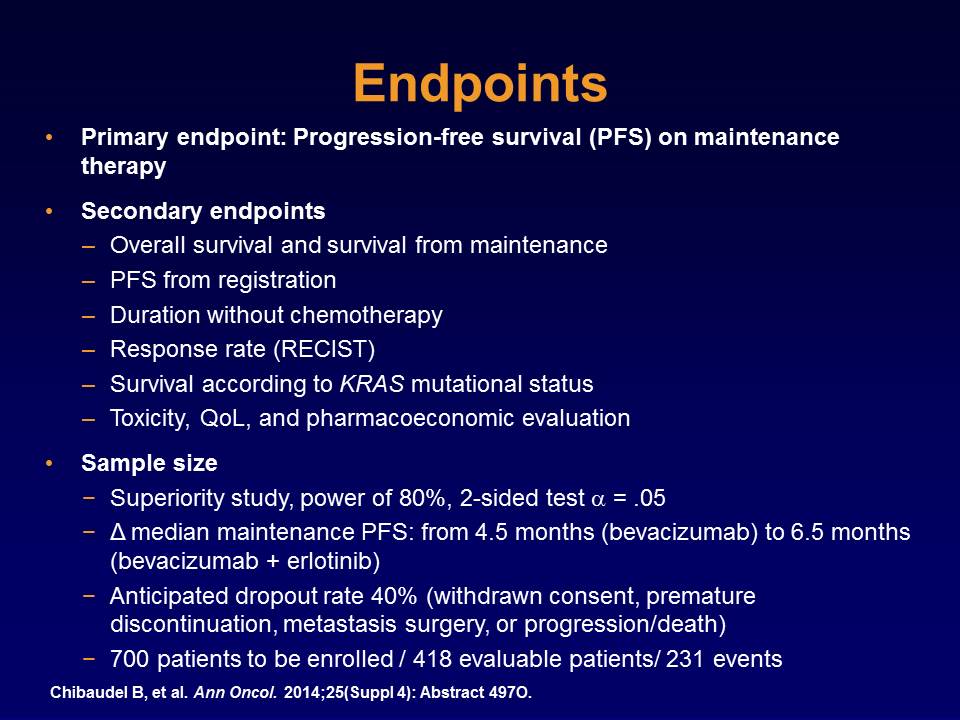 Endpoints
• Primary endpoint: Progression-free survival (PFS) on maintenance
therapy
• Secondary endpoints
– Overall survival and survival from maintenance
– PFS from registration
– Duration without chemotherapy
– Response rate (RECIST)
– Survival according to KRAS mutational status
– Toxicity, QoL, and pharmacoeconomic evaluation
• Sample size
− Superiority study, power of 80%, 2-sided test α = .05
− Δ median maintenance PFS: from 4.5 months (bevacizumab) to 6.5 months
(bevacizumab + erlotinib)
− Anticipated dropout rate 40% (withdrawn consent, premature
discontinuation, metastasis surgery, or progression/death)
− 700 patients to be enrolled / 418 evaluable patients/ 231 events
Chibaudel B, et al. Ann Oncol. 2014;25(Suppl 4): Abstract 497O.